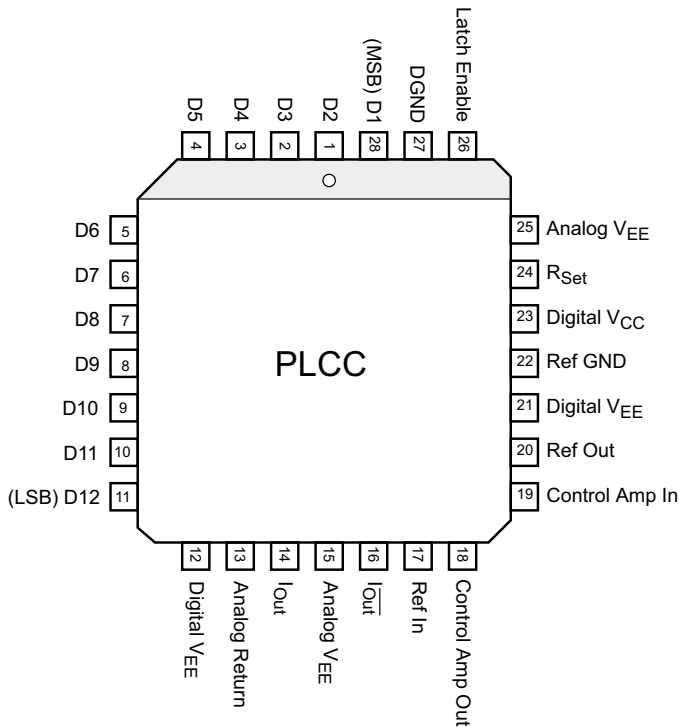 Latch Enable
DGND
(MSB) D1
D2
D3
D4
D5
4
3
2
1
28
27
26
D6 5
D7 6
D8 7
D9 8
D10 9
D11 10
(LSB) D12 11
PLCC
25 Analog VEE
24 RSet
23 Digital VCC
22 Ref GND
21 Digital VEE
20 Ref Out
19 Control Amp In
12
13
14
15
16
17
18
Digital VEE
Analog Return
IOut
Analog VEE
IOut
Ref In
Control Amp Out